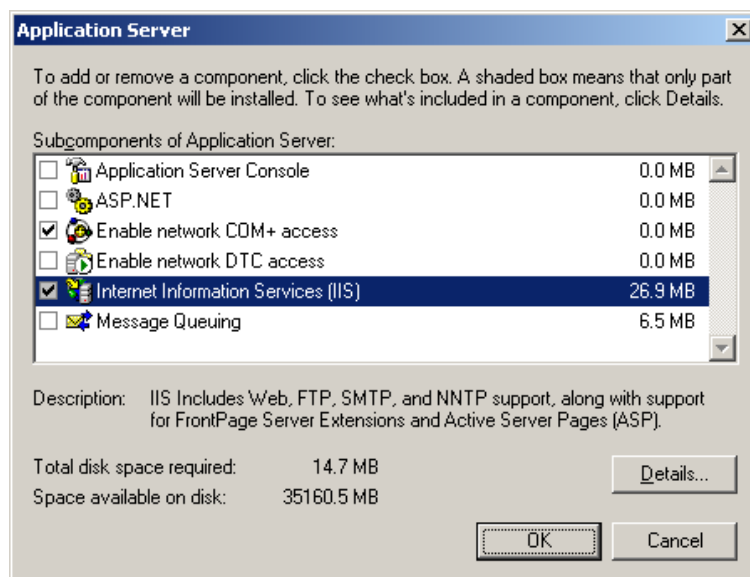 Application Server
To add or remove a component, click the check box. A shaded box means that only part
of the component will be installed. To see what's included in a component, click Details.
Subcomponents of Application Server:
Application Server Console 0.0 MB
ASP.NET 0.0 MB
Enable network COM+ access 0.0 MB
Enable network DTC access 0.0 MB
Internet Information Services (IIS) 26.9 MB
Message Queuing 6.5 MB
Description: IIS Includes Web, FTP, SMTP, and NNTP support, along with support
for FrontPage Server Extensions and Active Server Pages (ASP).
Total disk space required: 14.7 MB
Details...
Space available on disk: 35160.5 MB
OK Cancel